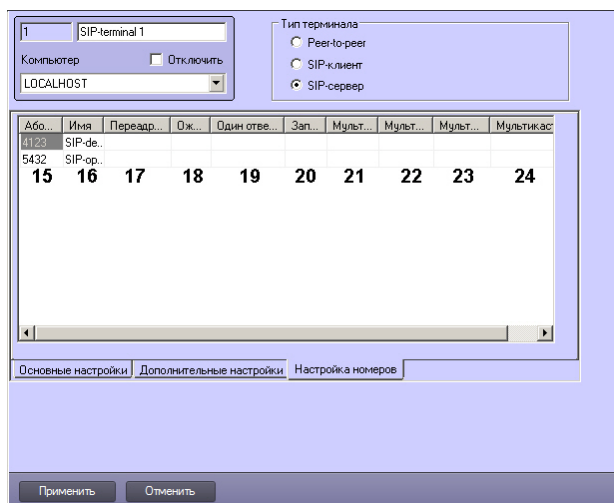 1 SIP-terminal 1
Тип терминала
Peer-to-peer
Компьютер Отключить
SIP-клиент
LOCALHOST
SIP-сервер
Або... Имя Переадр... Ож... Один отве... Зап... Мульт... Мульт... Мульт... Мультикаст
4123 SIP-de..
5432 SIP-op..
15 16 17 18 19 20 21 22 23 24
Основные настройки Дополнительные настройки Настройка номеров
Применить Отменить